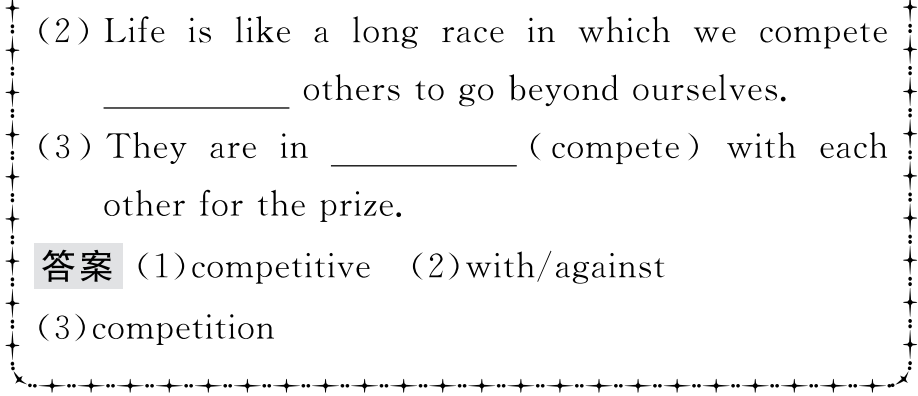 (2) Life is like a long race in which we compete
__________ others to go beyond ourselves.
(3) They are in __________ (compete) with each
other for the prize.
答案 (1)competitive (2)with/against
(3)competition